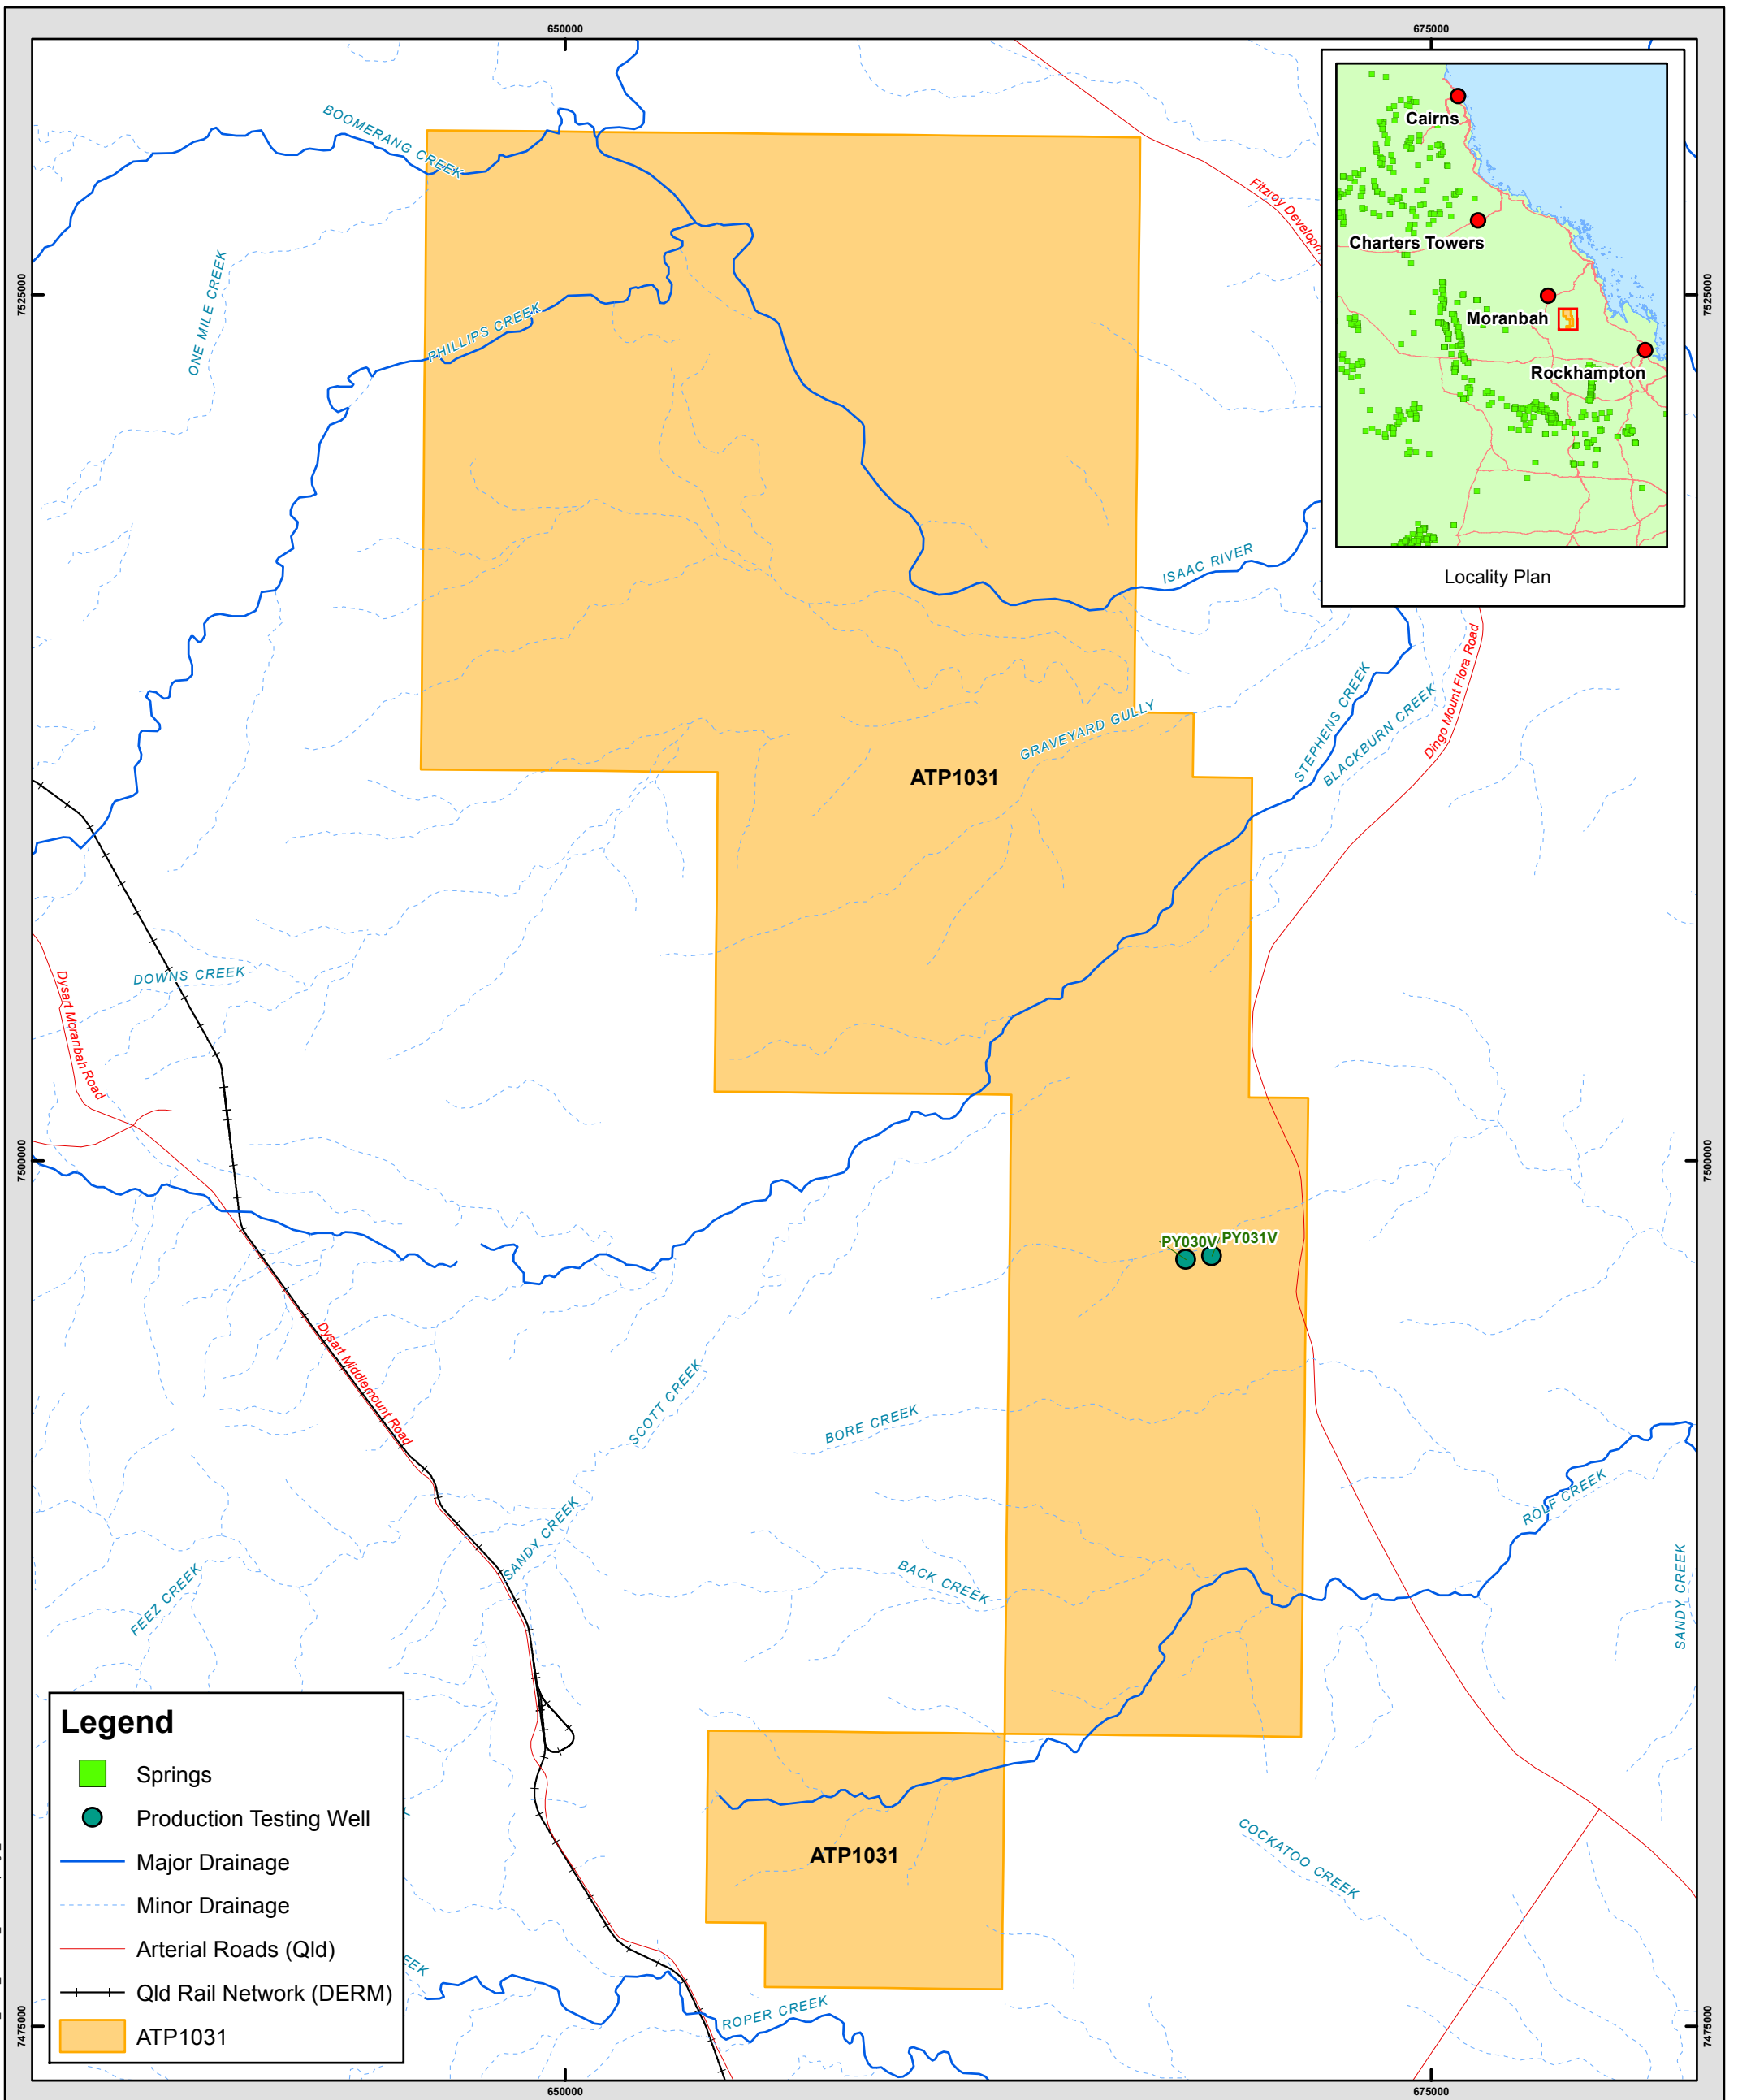 650000
675000
BOOMERANG CREEK
Fitzroy Developm
Cairns
Charters Towers
Moranbah
Rockhampton
Locality Plan
7525000
7525000
ONE MILE CREEK
PHILLIPS CREEK
ISAAC RIVER
GRAVEYARD GULLY
STEPHENS CREEK
BLACKBURN CREEK
Dingo Mount Flora Road
ATP1031
DOWNS CREEK
Dysart Moranbah Road
7500000
7500000
PY030V
PY031V
Dysart Middlemount Road
SCOTT CREEK
BORE CREEK
SANDY CREEK
BACK CREEK
ROLF CREEK
FEEZ CREEK
SANDY CREEK
ATP1031
COCKATOO CREEK
EEK
ROPER CREEK
Legend
Springs
Production Testing Well
Major Drainage
Minor Drainage
Arterial Roads (Qld)
Qld Rail Network (DERM)
ATP1031
7475000
7475000
650000
675000